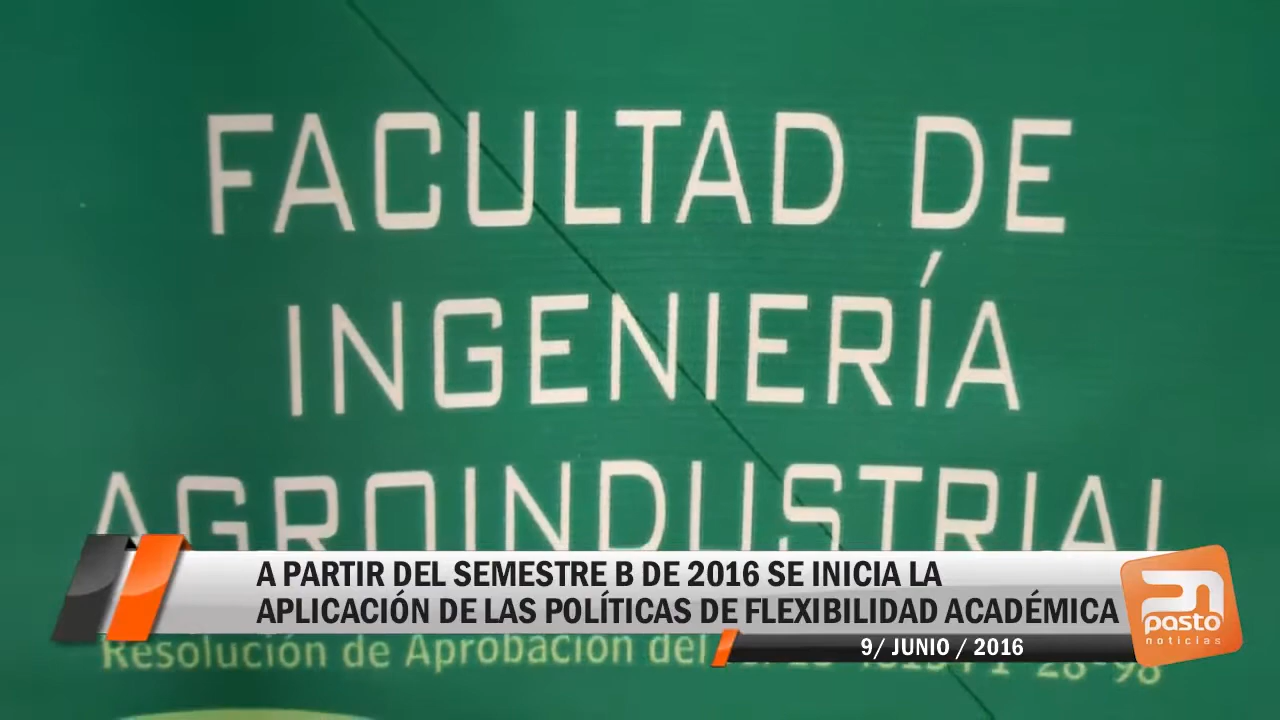 FACULTAD DE
INGENIERÍA
AGROINDUSTRIAL
A PARTIR DEL SEMESTRE B DE 2016 SE INICIA LA
APLICACIÓN DE LAS POLÍTICAS DE FLEXIBILIDAD ACADÉMICA
pasto
noticias
Resolución de Aprobación del
9/ JUNIO / 2016